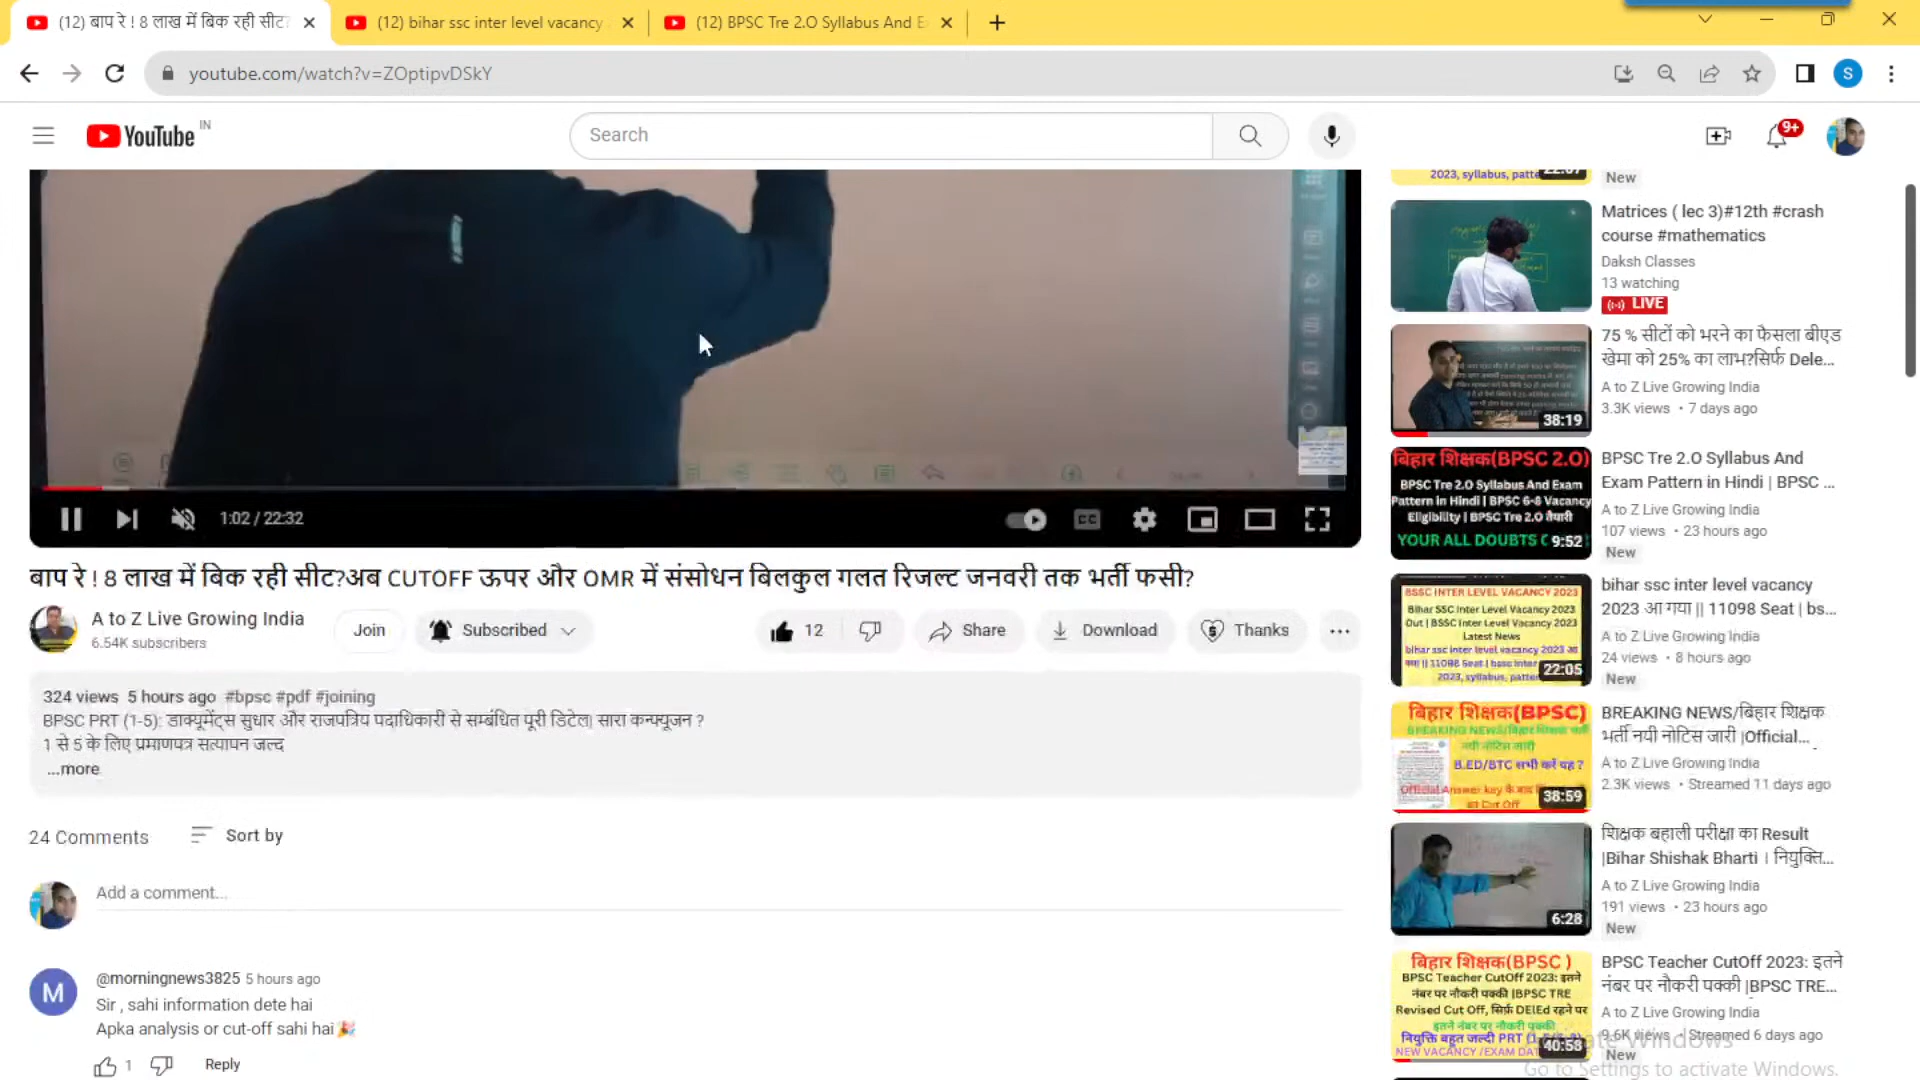 (12) बाप रे ! 8 लाख में बिक रही सीट?
(12) bihar ssc inter level vacancy
(12) BPSC Tre 2.O Syllabus And E
youtube.com/watch?v=ZOptipvDSkY
S
YouTube IN
Search
9+
1:02 / 22:32
CC
बाप रे ! 8 लाख में बिक रही सीट?अब CUTOFF ऊपर और OMR में संसोधन बिलकुल गलत रिजल्ट जनवरी तक भर्ती फसी?
A to Z Live Growing India
6.54K subscribers
Join
Subscribed
12
Share
Download
Thanks
324 views 5 hours ago #bpsc #pdf #joining
BPSC PRT (1-5): डाक्यूमेंट्स सुधार और राजपत्रिय पदाधिकारी से सम्बंधित पूरी डिटेल| सारा कन्फ्यूजन ?
1 से 5 के लिए प्रमाणपत्र सत्यापन जल्द
...more
24 Comments
Sort by
Add a comment...
M
@morningnews3825 5 hours ago
Sir , sahi information dete hai
Apka analysis or cut-off sahi hai🎉
1
Reply
2023, syllabus, patte
22:07
New
Matrices ( lec 3)#12th #crash
course #mathematics
Daksh Classes
13 watching
LIVE
38:19
75 % सीटों को भरने का फैसला बीएड
खेमा को 25% का लाभ?सिर्फ Dele...
A to Z Live Growing India
3.3K views • 7 days ago
बिहार शिक्षक(BPSC 2.O)
BPSC Tre 2.O Syllabus And Exam
Pattern in Hindi | BPSC 6-8 Vacancy
Eligibility | BPSC Tre 2.O तैयारी
YOUR ALL DOUBTS C
9:52
BPSC Tre 2.O Syllabus And
Exam Pattern in Hindi | BPSC ...
A to Z Live Growing India
107 views • 23 hours ago
New
BSSC INTER LEVEL VACANCY 2023
Bihar SSC Inter Level Vacancy 2023
Out | BSSC Inter Level Vacancy 2023
Latest News
bihar ssc inter level vacancy 2023 आ
गया || 11098 Seat | bssc inter
2023, syllabus, patte
22:05
bihar ssc inter level vacancy
2023 आ गया || 11098 Seat | bs...
A to Z Live Growing India
24 views • 8 hours ago
New
बिहार शिक्षक(BPSC)
BREAKING NEWS/बिहार शिक्षक भर्ती
नयी नोटिस जारी
B.ED/BTC सभी करें यह ?
Official Answer key के बाद
का Cut Off
38:59
BREAKING NEWS/बिहार शिक्षक
भर्ती नयी नोटिस जारी |Official...
A to Z Live Growing India
2.3K views • Streamed 11 days ago
6:28
शिक्षक बहाली परीक्षा का Result
|Bihar Shishak Bharti । नियुक्ति...
A to Z Live Growing India
191 views • 23 hours ago
New
बिहार शिक्षक(BPSC )
BPSC Teacher CutOff 2023: इतने
नंबर पर नौकरी पक्की |BPSC TRE
Revised Cut Off, सिर्फ़ DElEd रहने पर
इतने नंबर पर नौकरी पक्की
नियुक्ति बहुत जल्दी PRT
NEW VACANCY /EXAM DAT
40:58
BPSC Teacher CutOff 2023: इतने
नंबर पर नौकरी पक्की |BPSC TRE...
A to Z Live Growing India
9.6K views • Streamed 6 days ago
New
Activate Windows
Go to Settings to activate Windows.